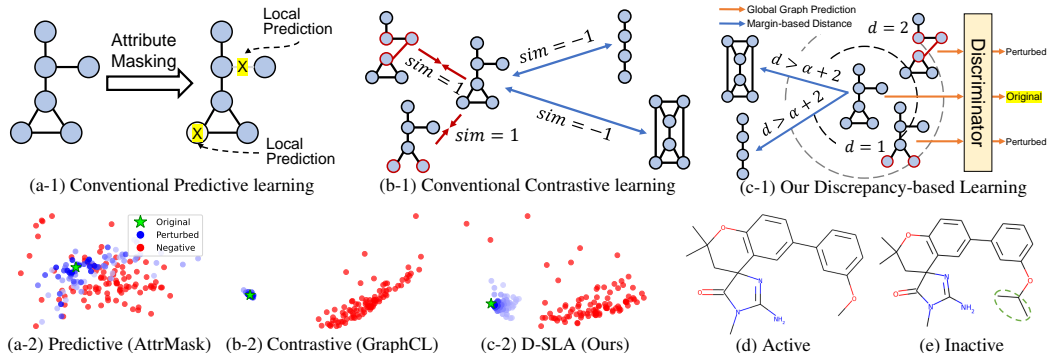 Attribute
Masking
Local
Prediction
X
X
Local
Prediction
(a-1) Conventional Predictive learning
sim = 1
sim = −1
sim = 1
sim = −1
(b-1) Conventional Contrastive learning
Global Graph Prediction
Margin-based Distance
d = 2
d > α + 2
d > α + 2
d = 1
Discriminator
Perturbed
Original
Perturbed
(c-1) Our Discrepancy-based Learning
Original
Perturbed
Negative
(a-2) Predictive (AttrMask)
(b-2) Contrastive (GraphCL)
(c-2) D-SLA (Ours)
O
N
O
N
NH₂
O
(d) Active
O
N
O
N
NH₂
O
(e) Inactive